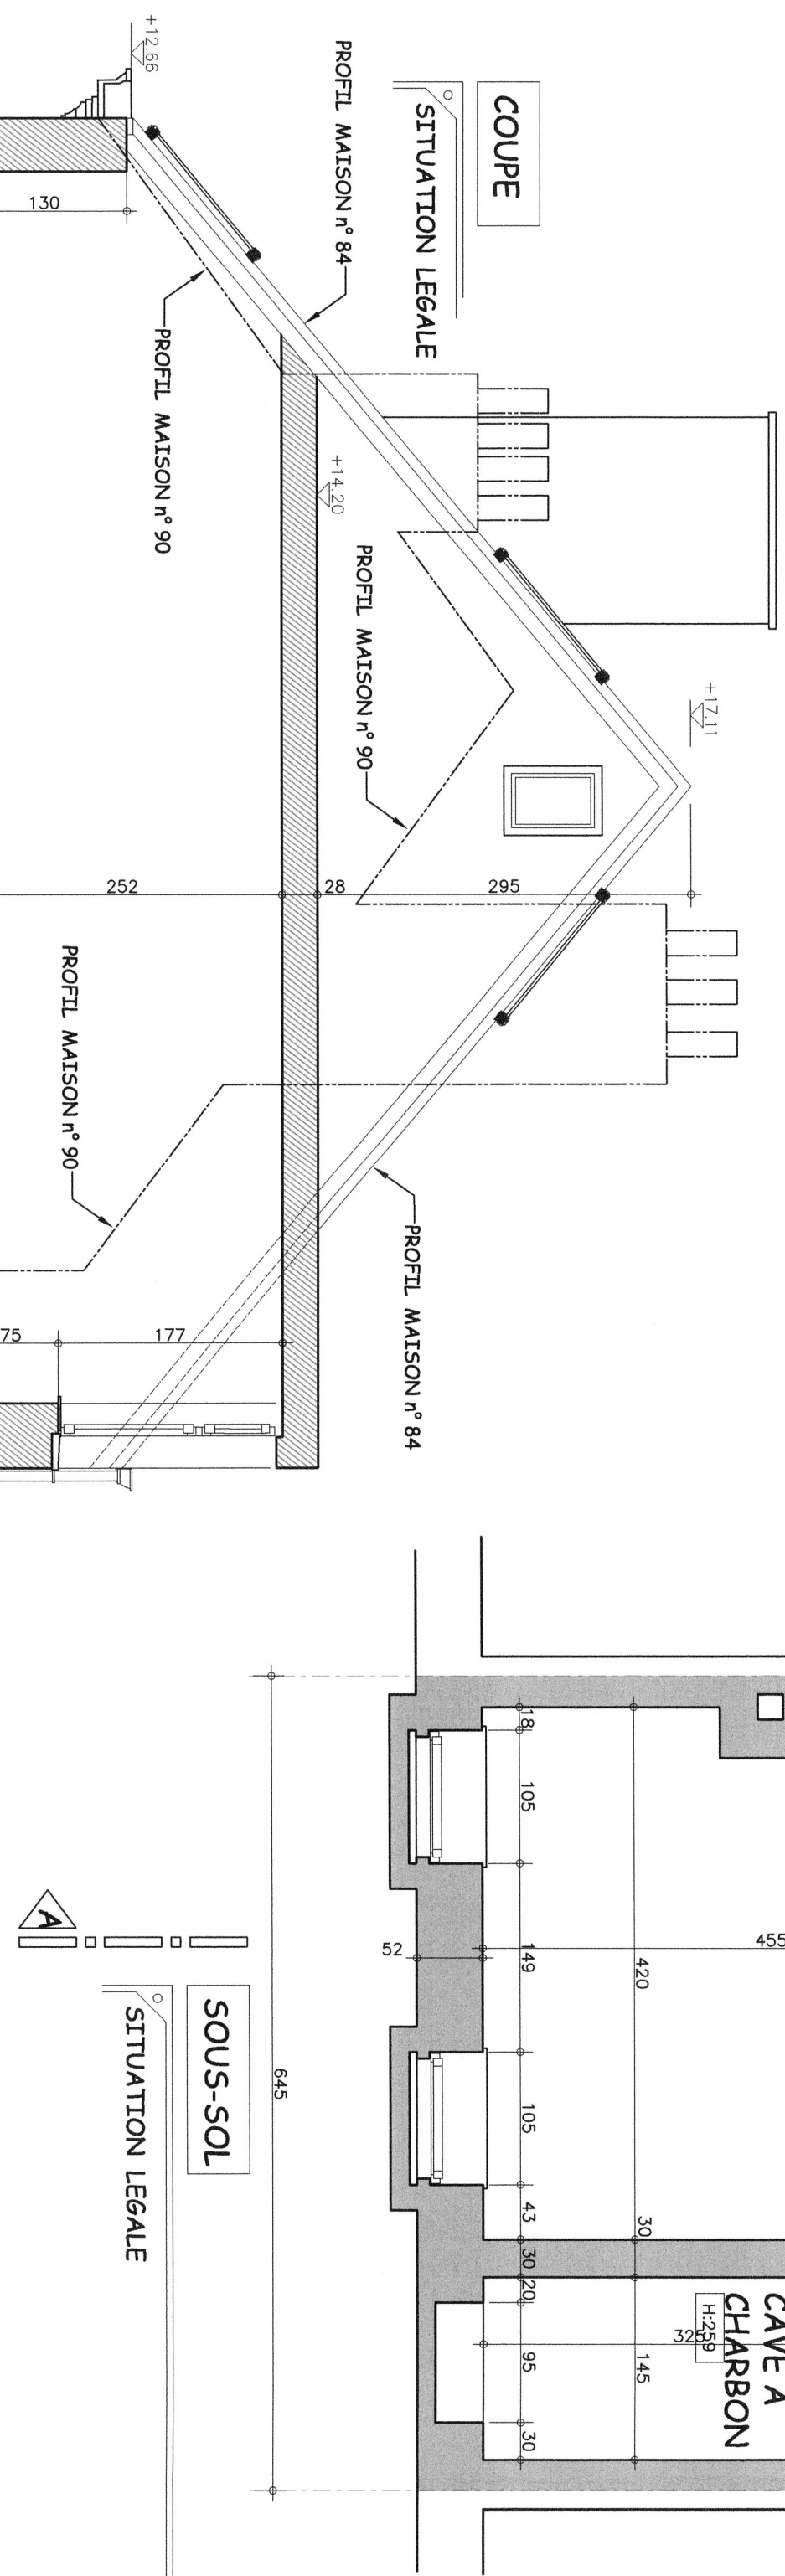 COUPE
SITUATION LEGALE
+12.66
PROFIL MAISON n° 84
130
PROFIL MAISON n° 90
+14.20
PROFIL MAISON n° 90
+17.11
252
28
295
PROFIL MAISON n° 90
PROFIL MAISON n° 84
75
177
18
105
52
149
420
455
105
43
30
30
20
95
145
30
645
CAVE A
CHARBON
H:259
A
SOUS-SOL
SITUATION LEGALE